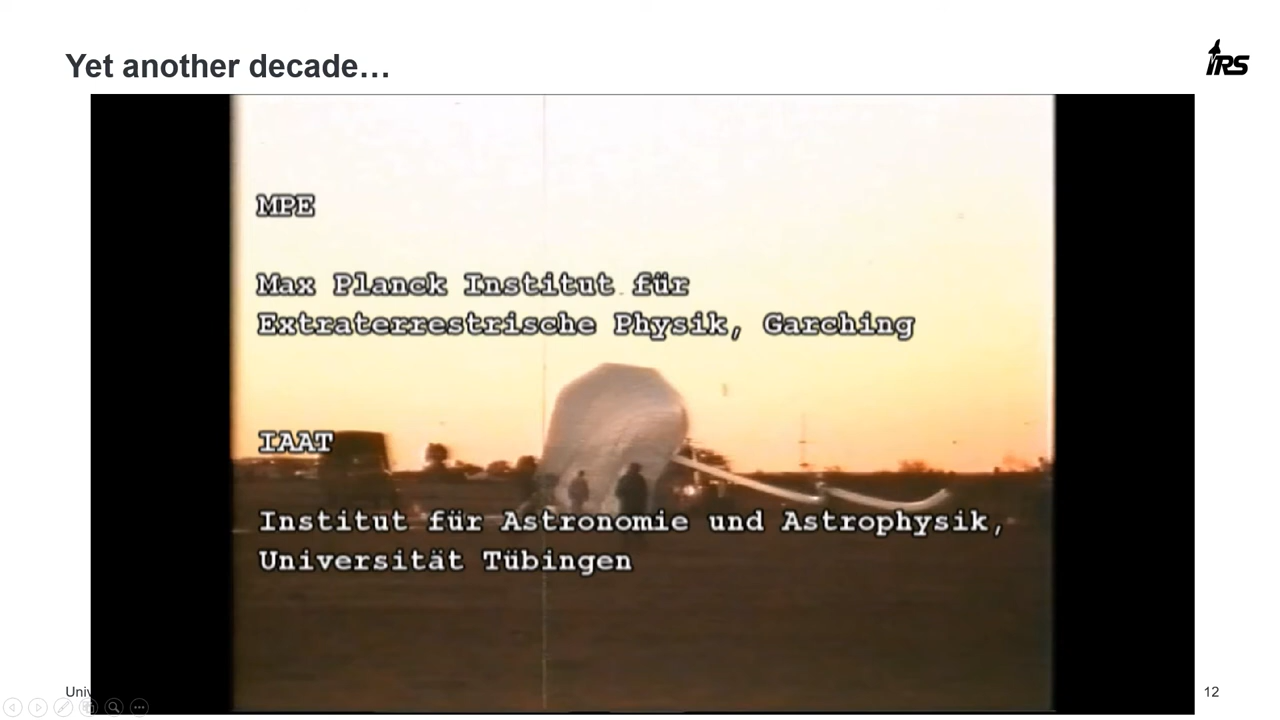 Yet another decade...
IRS
MPE
Max Planck Institut für
Extraterrestrische Physik, Garching
IAAT
Institut für Astronomie und Astrophysik,
Universität Tübingen
Univ
12